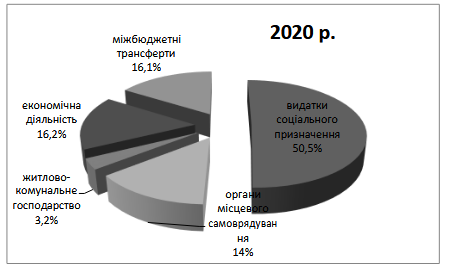 2020 р.
міжбюджетні
трансферти
16,1%
економічна
діяльність
16,2%
житлово-
комунальне
господарство
3,2%
видатки
соціального
призначення
50,5%
органи
місцевого
самоврядуван
ня
14%